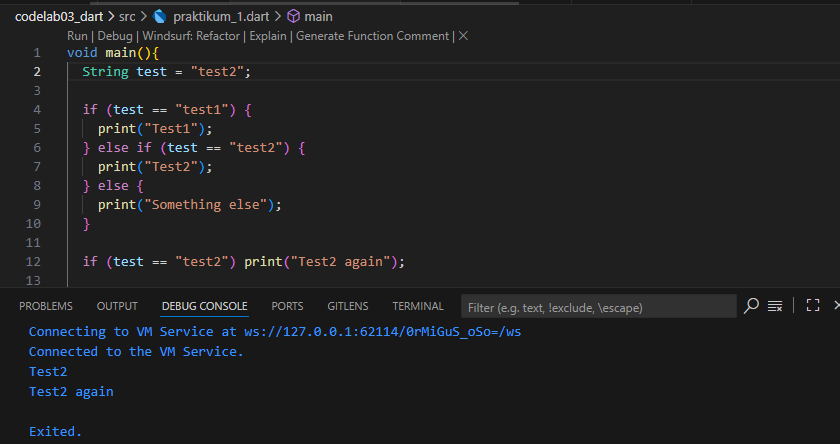 codelab03_dart > src > praktikum_1.dart > main
Run | Debug | Windsurf: Refactor | Explain | Generate Function Comment | ×
1 void main(){
2 String test = "test2";
3
4 if (test == "test1") {
5 print("Test1");
6 } else if (test == "test2") {
7 print("Test2");
8 } else {
9 print("Something else");
10 }
11
12 if (test == "test2") print("Test2 again");
13
PROBLEMS OUTPUT DEBUG CONSOLE PORTS GITLENS TERMINAL Filter (e.g. text, !exclude, \escape)
Connecting to VM Service at ws://127.0.0.1:62114/0rMiGuS_oSo=/ws
Connected to the VM Service.
Test2
Test2 again
Exited.